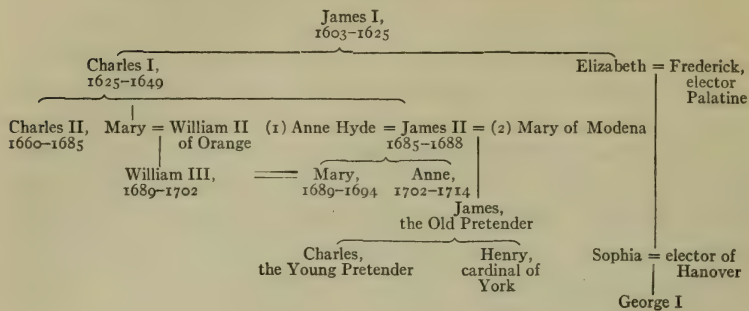 James I,
1603–1625
Charles I,
1625–1649
Elizabeth = Frederick,
elector
Palatine
Charles II,
1660–1685
Mary = William II
of Orange
(1) Anne Hyde = James II = (2) Mary of Modena
1685–1688
William III,
1689–1702
=
Mary,
1689–1694
Anne,
1702–1714
James,
the Old Pretender
Charles,
the Young Pretender
Henry,
cardinal of
York
Sophia = elector of
Hanover
George I